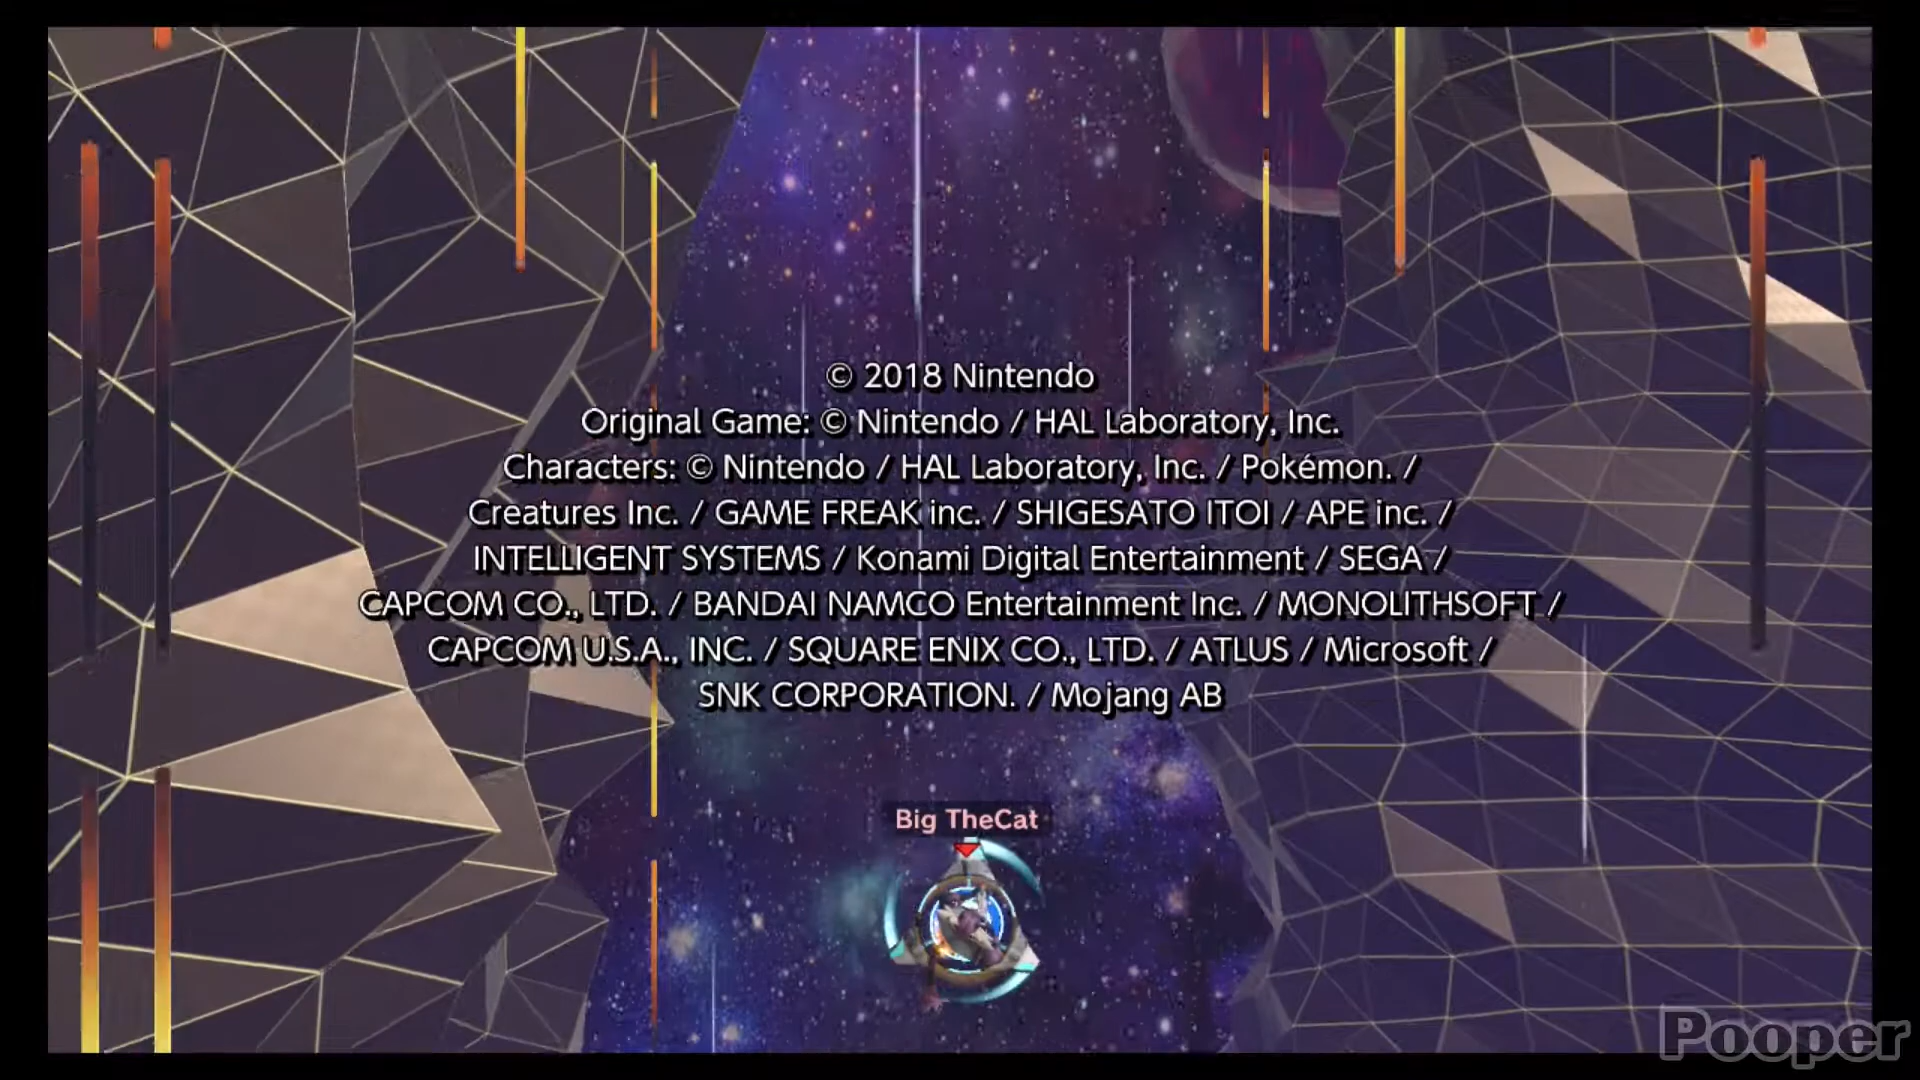 © 2018 Nintendo
Original Game: © Nintendo / HAL Laboratory, Inc.
Characters: © Nintendo / HAL Laboratory, Inc. / Pokémon. /
Creatures Inc. / GAME FREAK inc. / SHIGESATO ITOI / APE inc. /
INTELLIGENT SYSTEMS / Konami Digital Entertainment / SEGA /
CAPCOM CO., LTD. / BANDAI NAMCO Entertainment Inc. / MONOLITHSOFT /
CAPCOM U.S.A., INC. / SQUARE ENIX CO., LTD. / ATLUS / Microsoft /
SNK CORPORATION. / Mojang AB
Big TheCat
Pooper